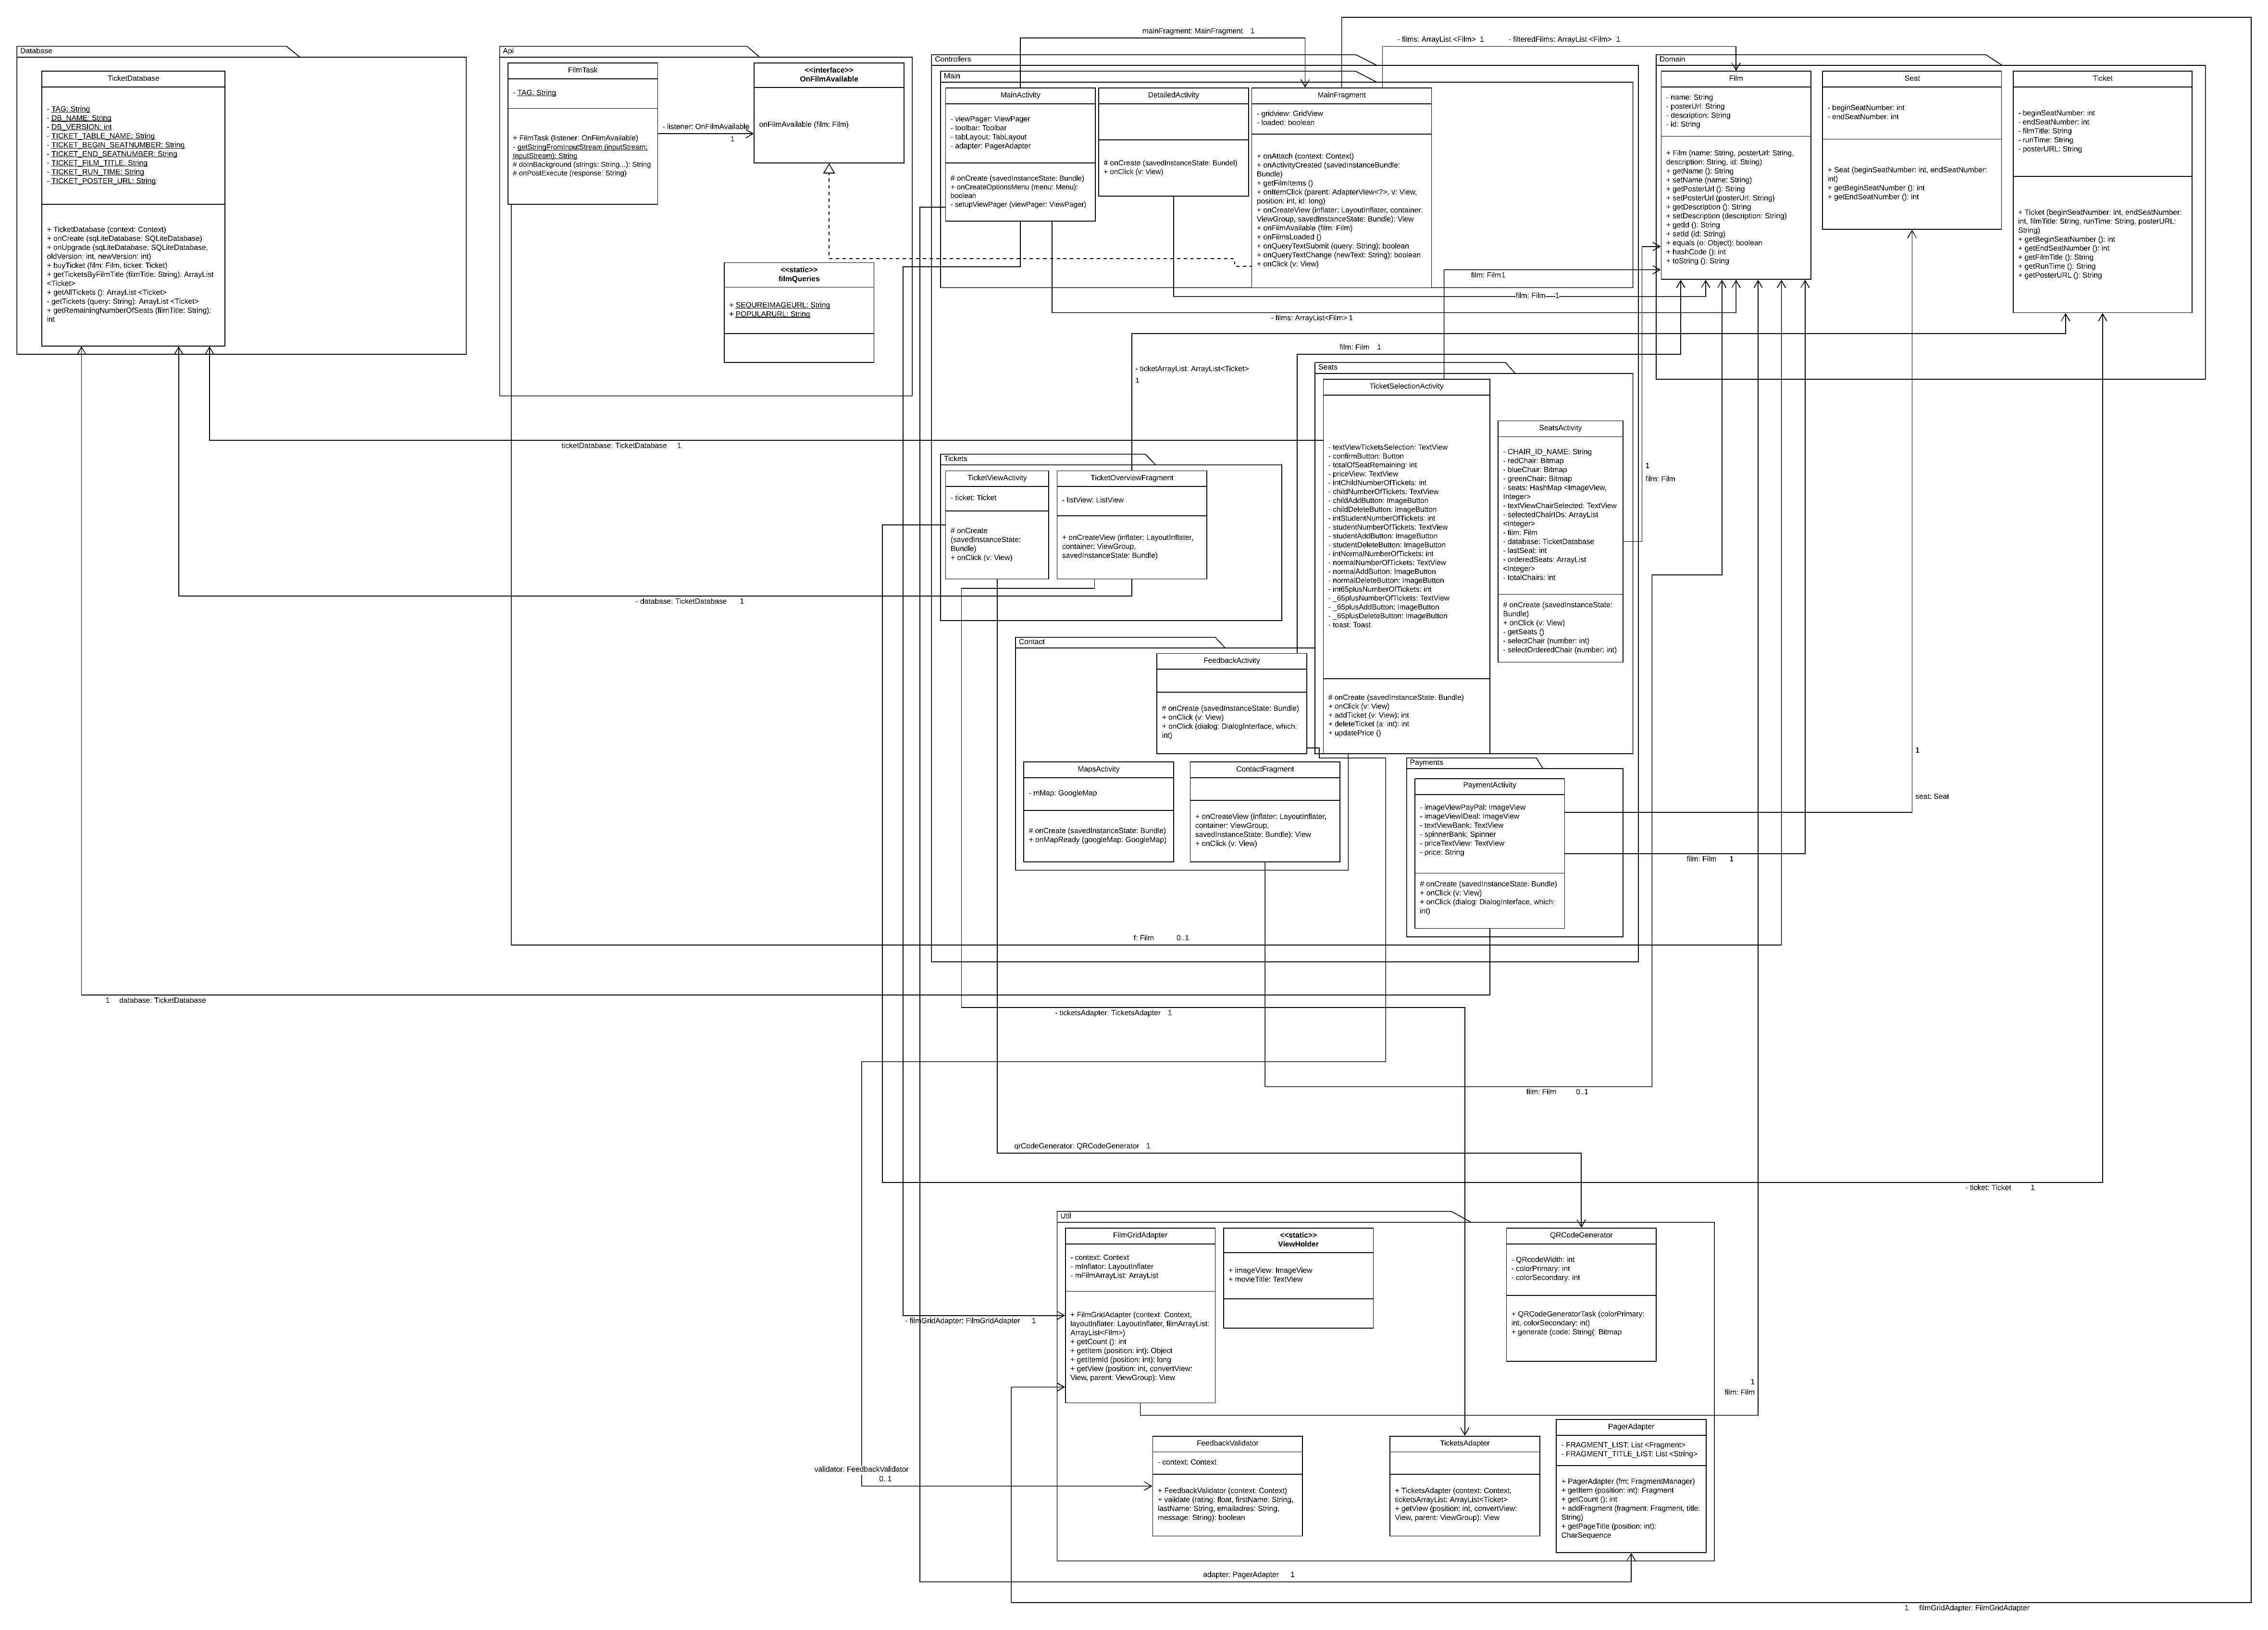 mainFragment: MainFragment 1
- films: ArrayList <Film> 1
- filteredFilms: ArrayList <Film> 1
Database
TicketDatabase
- TAG: String
- DB_NAME: String
- DB_VERSION: int
- TICKET_TABLE_NAME: String
- TICKET_BEGIN_SEATNUMBER: String
- TICKET_END_SEATNUMBER: String
- TICKET_FILM_TITLE: String
- TICKET_RUN_TIME: String
- TICKET_POSTER_URL: String
+ TicketDatabase (context: Context)
+ onCreate (sqLiteDatabase: SQLiteDatabase)
+ onUpgrade (sqLiteDatabase: SQLiteDatabase,
oldVersion: int, newVersion: int)
+ buyTicket (film: Film, ticket: Ticket)
+ getTicketsByFilmTitle (filmTitle: String): ArrayList
<Ticket>
+ getAllTickets (): ArrayList <Ticket>
- getTickets (query: String): ArrayList <Ticket>
+ getRemainingNumberOfSeats (filmTitle: String):
int
Api
FilmTask
- TAG: String
+ FilmTask (listener: OnFilmAvailable)
- getStringFromInputStream (inputStream:
InputStream): String
# doInBackground (strings: String...): String
# onPostExecute (response: String)
- listener: OnFilmAvailable
1
<<interface>>
OnFilmAvailable
onFilmAvailable (film: Film)
<<static>>
filmQueries
+ SEQUREIMAGEURL: String
+ POPULARURL: String
Controllers
Main
MainActivity
- viewPager: ViewPager
- toolbar: Toolbar
- tabLayout: TabLayout
- adapter: PagerAdapter
# onCreate (savedInstanceState: Bundle)
+ onCreateOptionsMenu (menu: Menu):
boolean
- setupViewPager (viewPager: ViewPager)
DetailedActivity
# onCreate (savedInstanceState: Bundel)
+ onClick (v: View)
MainFragment
- gridview: GridView
- loaded: boolean
+ onAttach (context: Context)
+ onActivityCreated (savedInstanceBundle:
Bundle)
+ getFilmItems ()
+ onItemClick (parent: AdapterView<?>, v: View,
position: int, id: long)
+ onCreateView (inflater: LayoutInflater, container:
ViewGroup, savedInstanceState: Bundle): View
+ onFilmAvailable (film: Film)
+ onFilmsLoaded ()
+ onQueryTextSubmit (query: String): boolean
+ onQueryTextChange (newText: String): boolean
+ onClick (v: View)
Domain
Film
- name: String
- posterUrl: String
- description: String
- id: String
+ Film (name: String, posterUrl: String,
description: String, id: String)
+ getName (): String
+ setName (name: String)
+ getPosterUrl (): String
+ setPosterUrl (posterUrl: String)
+ getDescription (): String
+ setDescription (description: String)
+ getId (): String
+ setId (id: String)
+ equals (o: Object): boolean
+ hashCode (): int
+ toString (): String
Seat
- beginSeatNumber: int
- endSeatNumber: int
+ Seat (beginSeatNumber: int, endSeatNumber:
int)
+ getBeginSeatNumber (): int
+ getEndSeatNumber (): int
Ticket
- beginSeatNumber: int
- endSeatNumber: int
- filmTitle: String
- runTime: String
- posterURL: String
+ Ticket (beginSeatNumber: int, endSeatNumber:
int, filmTitle: String, runTime: String, posterURL:
String)
+ getBeginSeatNumber (): int
+ getEndSeatNumber (): int
+ getFilmTitle (): String
+ getRunTime (): String
+ getPosterURL (): String
film: Film 1
film: Film 1
- films: ArrayList<Film> 1
film: Film 1
- ticketArrayList: ArrayList<Ticket>
1
ticketDatabase: TicketDatabase 1
Seats
TicketSelectionActivity
- textViewTicketsSelection: TextView
- confirmButton: Button
- totalOfSeatRemaining: int
- priceView: TextView
- intChildNumberOfTickets: int
- childNumberOfTickets: TextView
- childAddButton: ImageButton
- childDeleteButton: ImageButton
- intStudentNumberOfTickets: int
- studentNumberOfTickets: TextView
- studentAddButton: ImageButton
- studentDeleteButton: ImageButton
- intNormalNumberOfTickets: int
- normalNumberOfTickets: TextView
- normalAddButton: ImageButton
- normalDeleteButton: ImageButton
- int65plusNumberOfTickets: int
- _65plusNumberOfTickets: TextView
- _65plusAddButton: ImageButton
- _65plusDeleteButton: ImageButton
- toast: Toast
# onCreate (savedInstanceState: Bundle)
+ onClick (v: View)
+ addTicket (v: View): int
+ deleteTicket (a: int): int
+ updatePrice ()
SeatsActivity
- CHAIR_ID_NAME: String
- redChair: Bitmap
- blueChair: Bitmap
- greenChair: Bitmap
- seats: HashMap <ImageView,
Integer>
- textViewChairSelected: TextView
- selectedChairIDs: ArrayList
<Integer>
- film: Film
- database: TicketDatabase
- lastSeat: int
- orderedSeats: ArrayList
<Integer>
- totalChairs: int
# onCreate (savedInstanceState:
Bundle)
+ onClick (v: View)
- getSeats ()
- selectChair (number: int)
- selectOrderedChair (number: int)
1
film: Film
Tickets
TicketViewActivity
- ticket: Ticket
# onCreate
(savedInstanceState:
Bundle)
+ onClick (v: View)
TicketOverviewFragment
- listView: ListView
+ onCreateView (inflater: LayoutInflater,
container: ViewGroup,
savedInstanceState: Bundle)
- database: TicketDatabase 1
Contact
FeedbackActivity
# onCreate (savedInstanceState: Bundle)
+ onClick (v: View)
+ onClick (dialog: DialogInterface, which:
int)
MapsActivity
- mMap: GoogleMap
# onCreate (savedInstanceState: Bundle)
+ onMapReady (googleMap: GoogleMap)
ContactFragment
+ onCreateView (inflater: LayoutInflater,
container: ViewGroup,
savedInstanceState: Bundle): View
+ onClick (v: View)
Payments
PaymentActivity
- imageViewPayPal: ImageView
- imageViewIDeal: ImageView
- textViewBank: TextView
- spinnerBank: Spinner
- priceTextView: TextView
- price: String
# onCreate (savedInstanceState: Bundle)
+ onClick (v: View)
+ onClick (dialog: DialogInterface, which:
int)
1
seat: Seat
film: Film 1
f: Film 0..1
1 database: TicketDatabase
- ticketsAdapter: TicketsAdapter 1
film: Film 0..1
qrCodeGenerator: QRCodeGenerator 1
- ticket: Ticket 1
Util
FilmGridAdapter
- context: Context
- mInflator: LayoutInflater
- mFilmArrayList: ArrayList
+ FilmGridAdapter (context: Context,
layoutInflater: LayoutInflater, filmArrayList:
ArrayList<Film>)
+ getCount (): int
+ getItem (position: int): Object
+ getItemId (position: int): long
+ getView (position: int, convertView:
View, parent: ViewGroup): View
<<static>>
ViewHolder
+ imageView: ImageView
+ movieTitle: TextView
QRCodeGenerator
- QRcodeWidth: int
- colorPrimary: int
- colorSecondary: int
+ QRCodeGeneratorTask (colorPrimary:
int, colorSecondary: int)
+ generate (code: String(: Bitmap
- filmGridAdapter: FilmGridAdapter 1
1
film: Film
FeedbackValidator
- context: Context
+ FeedbackValidator (context: Context)
+ validate (rating: float, firstName: String,
lastName: String, emailadres: String,
message: String): boolean
validator: FeedbackValidator
0..1
TicketsAdapter
+ TicketsAdapter (context: Context,
ticketsArrayList: ArrayList<Ticket>
+ getView (position: int, convertView:
View, parent: ViewGroup): View
PagerAdapter
- FRAGMENT_LIST: List <Fragment>
- FRAGMENT_TITLE_LIST: List <String>
+ PagerAdapter (fm: FragmentManager)
+ getItem (position: int): Fragment
+ getCount (): int
+ addFragment (fragment: Fragment, title:
String)
+ getPageTitle (position: int):
CharSequence
adapter: PagerAdapter 1
1 filmGridAdapter: FilmGridAdapter